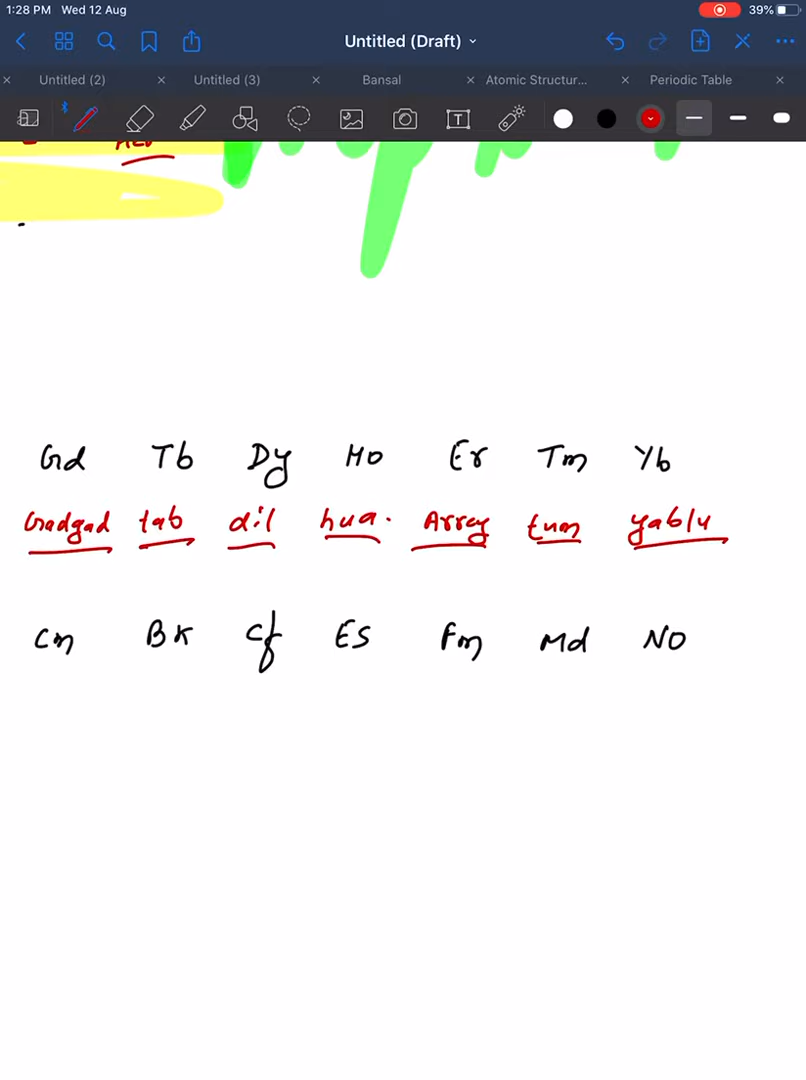 1:28 PM Wed 12 Aug 39%
Untitled (Draft)
Untitled (2) Untitled (3) Bansal Atomic Structur... Periodic Table
Gd Tb Dy Ho Er Tm Yb
Gadgad tab dil hua. Array tum yablu
Cm Bk Cf ES Fm Md NO